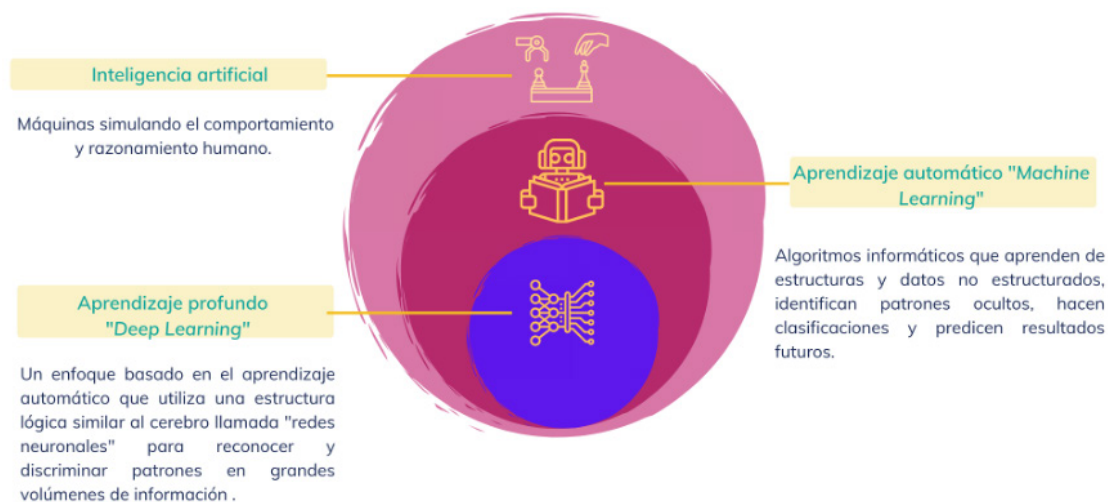 Inteligencia artificial
Máquinas simulando el comportamiento
y razonamiento humano.
Aprendizaje automático "Machine
Learning"
Algoritmos informáticos que aprenden de
estructuras y datos no estructurados,
identifican patrones ocultos, hacen
clasificaciones y predicen resultados
futuros.
Aprendizaje profundo
"Deep Learning"
Un enfoque basado en el aprendizaje
automático que utiliza una estructura
lógica similar al cerebro llamada "redes
neuronales" para reconocer y
discriminar patrones en grandes
volúmenes de información .